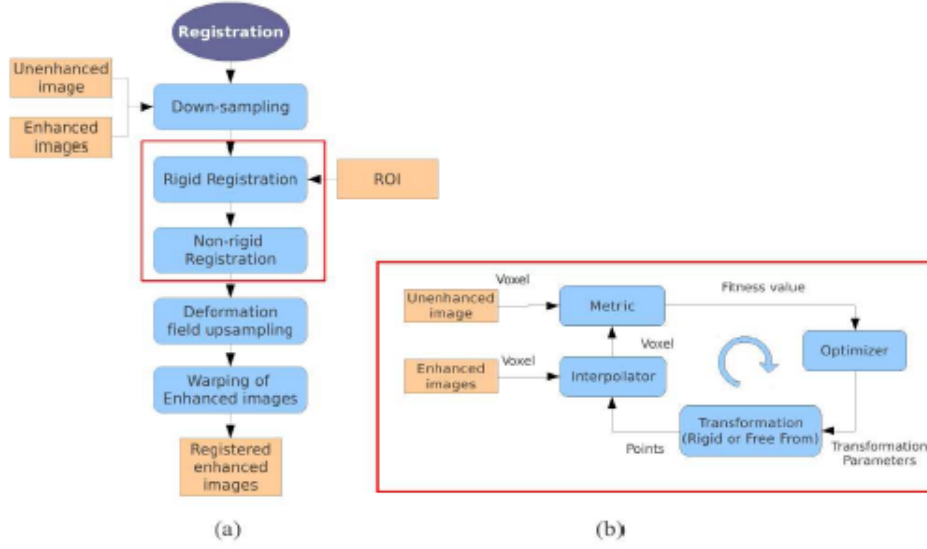 Registration
Unenhanced
image
Down-sampling
Enhanced
images
Rigid Registration
ROI
Non-rigid
Registration
Deformation
field upsampling
Warping of
Enhanced images
Registered
enhanced
images
(a)
Voxel
Unenhanced
image
Metric
Fitness value
Optimizer
Voxel
Enhanced
images
Voxel
Interpollator
Transformation
(Rigid or Free From)
Points
Transformation
Parameters
(b)